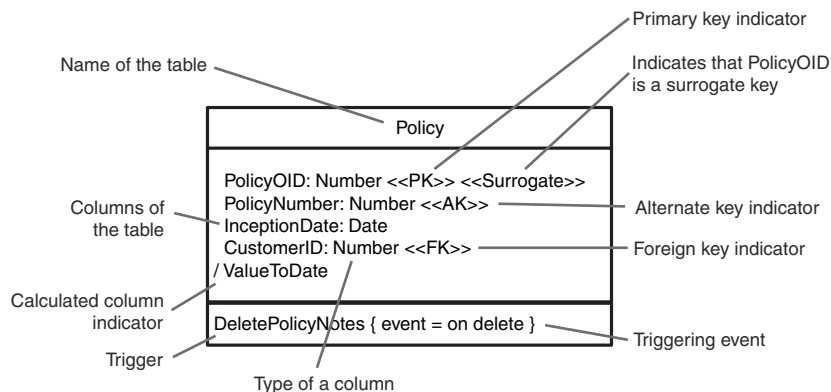 Primary key indicator
Name of the table
Indicates that PolicyOID
is a surrogate key
Policy
PolicyOID: Number <<PK>> <<Surrogate>>
PolicyNumber: Number <<AK>>
InceptionDate: Date
CustomerID: Number <<FK>>
/ ValueToDate
Columns of
the table
Alternate key indicator
Foreign key indicator
Calculated column
indicator
DeletePolicyNotes { event = on delete }
Triggering event
Trigger
Type of a column